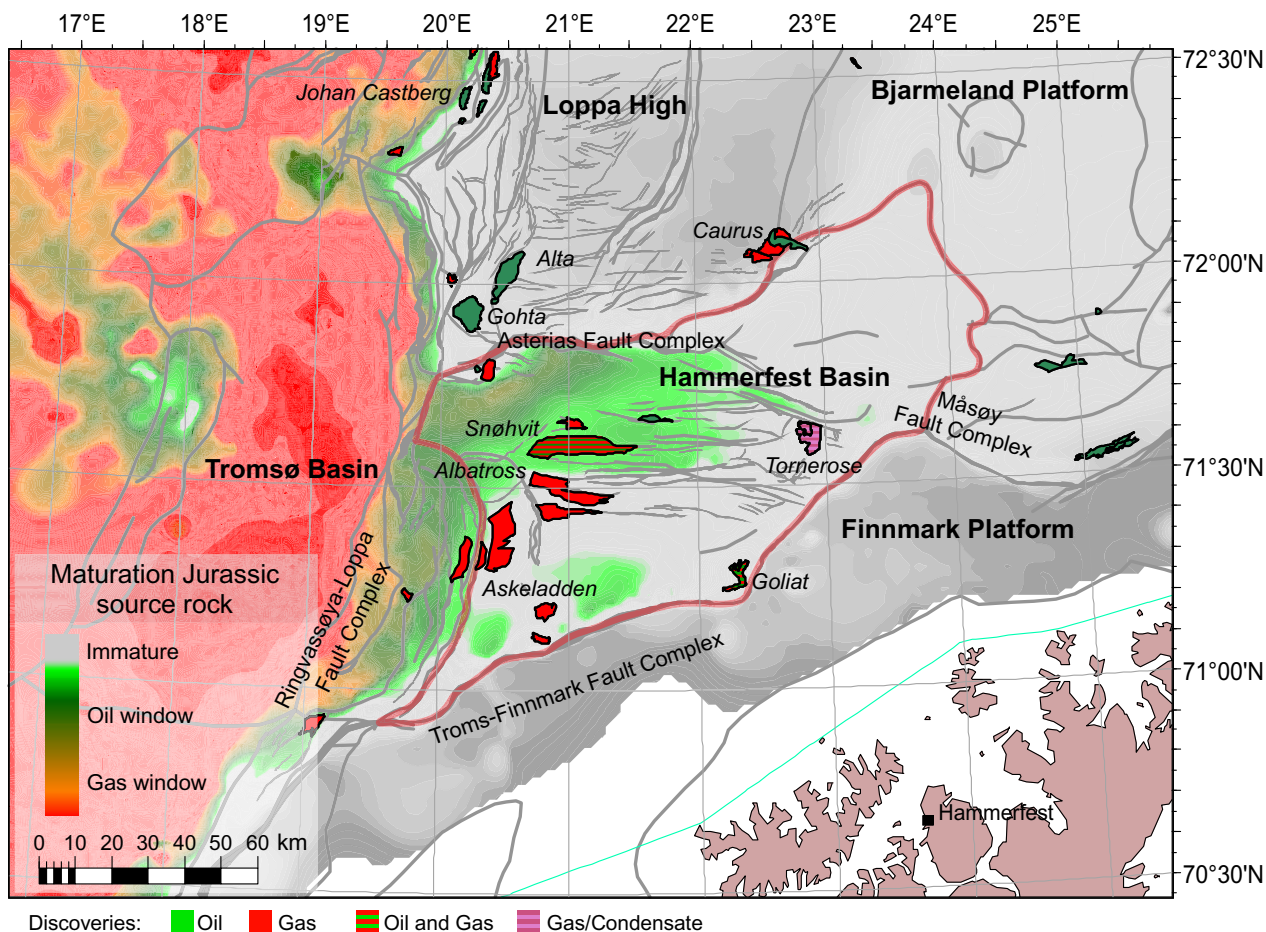 17°E 18°E 19°E 20°E 21°E 22°E 23°E 24°E 25°E
72°30'N
Johan Castberg
Loppa High
Bjarmeland Platform
Caurus
Alta
72°00'N
Gohta
Asterias Fault Complex
Hammerfest Basin
Måsøy
Fault Complex
Snøhvit
Tromsø Basin
Albatross
Tornerose
71°30'N
Finnmark Platform
Ringvassøya-Loppa
Fault Complex
Askeladden
Goliat
Maturation Jurassic
source rock
Immature
Oil window
Gas window
71°00'N
Troms-Finnmark Fault Complex
Hammerfest
0 10 20 30 40 50 60 km
70°30'N
Discoveries: Oil Gas Oil and Gas Gas/Condensate